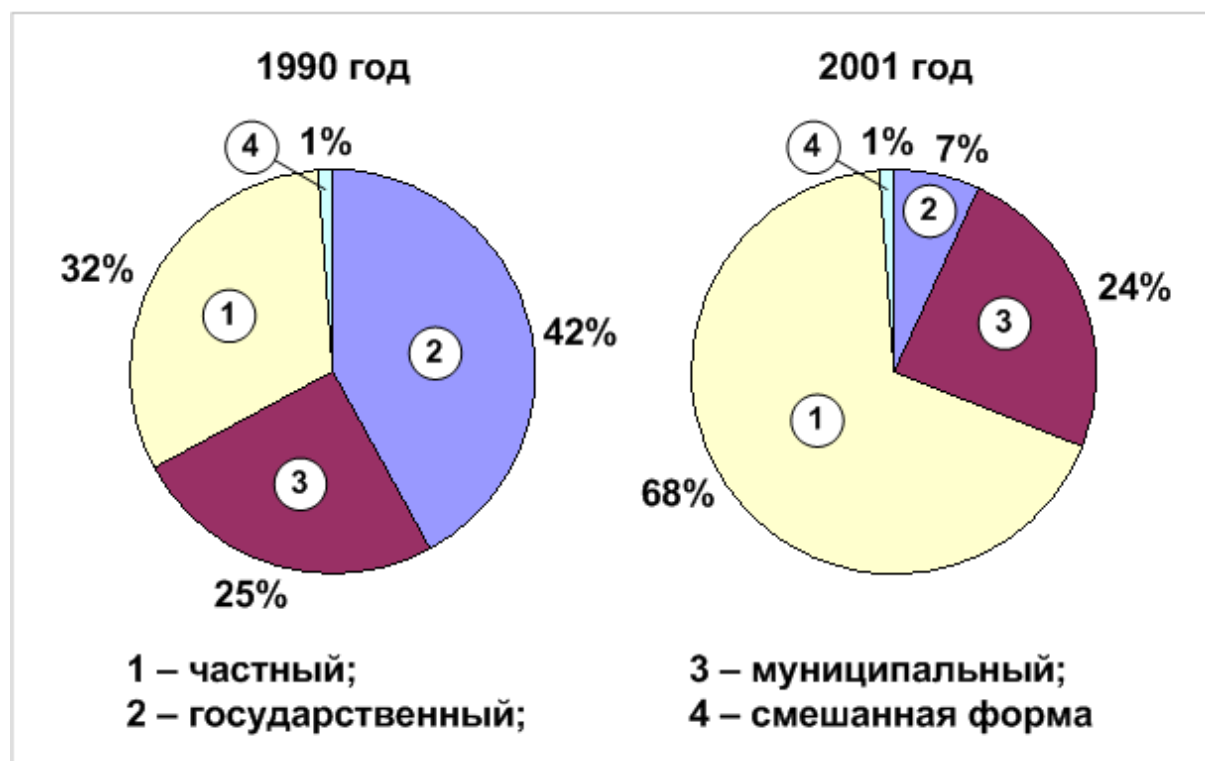 1990 год
2001 год
4
1%
32%
1
2
42%
3
25%
4
1%
7%
2
24%
3
1
68%
1 – частный;
2 – государственный;
3 – муниципальный;
4 – смешанная форма